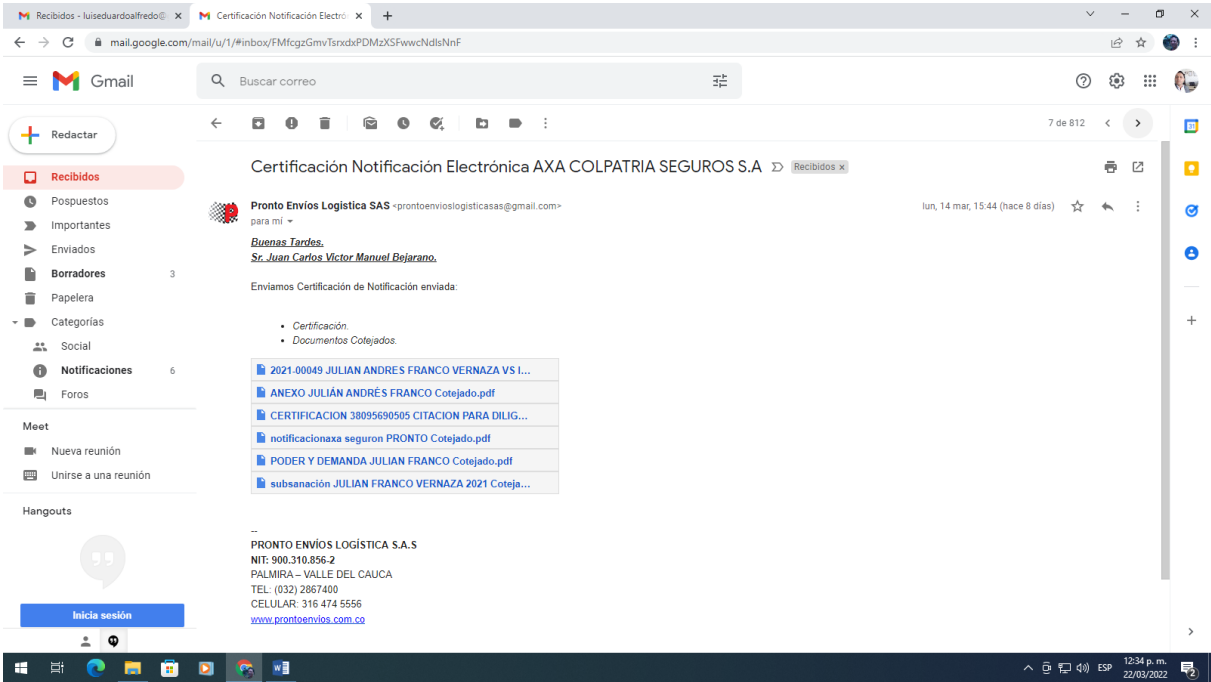 Recibidos - luiseduardoalfredo@
Certificación Notificación Electró
mail.google.com/mail/u/1/#inbox/FMfcgzGmvTsrxdxPDMzXSFwwcNdlsNnF
Gmail
Buscar correo
Redactar
7 de 812
Recibidos
Pospuestos
Importantes
Enviados
Borradores 3
Papelera
Categorías
Social
Notificaciones 6
Foros
Meet
Nueva reunión
Unirse a una reunión
Hangouts
Inicia sesión
Certificación Notificación Electrónica AXA COLPATRIA SEGUROS S.A Recibidos x
Pronto Envíos Logistica SAS <prontoenvioslogisticasas@gmail.com> lun, 14 mar, 15:44 (hace 8 días)
para mí
Buenas Tardes.
Sr. Juan Carlos Victor Manuel Bejarano.
Enviamos Certificación de Notificación enviada:
• Certificación.
• Documentos Cotejados.
2021-00049 JULIAN ANDRES FRANCO VERNAZA VS I...
ANEXO JULIÁN ANDRÉS FRANCO Cotejado.pdf
CERTIFICACION 38095690505 CITACION PARA DILIG...
notificacionaxa seguron PRONTO Cotejado.pdf
PODER Y DEMANDA JULIAN FRANCO Cotejado.pdf
subsanación JULIAN FRANCO VERNAZA 2021 Coteja...
--
PRONTO ENVÍOS LOGÍSTICA S.A.S
NIT: 900.310.856-2
PALMIRA – VALLE DEL CAUCA
TEL: (032) 2867400
CELULAR: 316 474 5556
www.prontoenvios.com.co
31
ESP
12:34 p. m.
22/03/2022
2